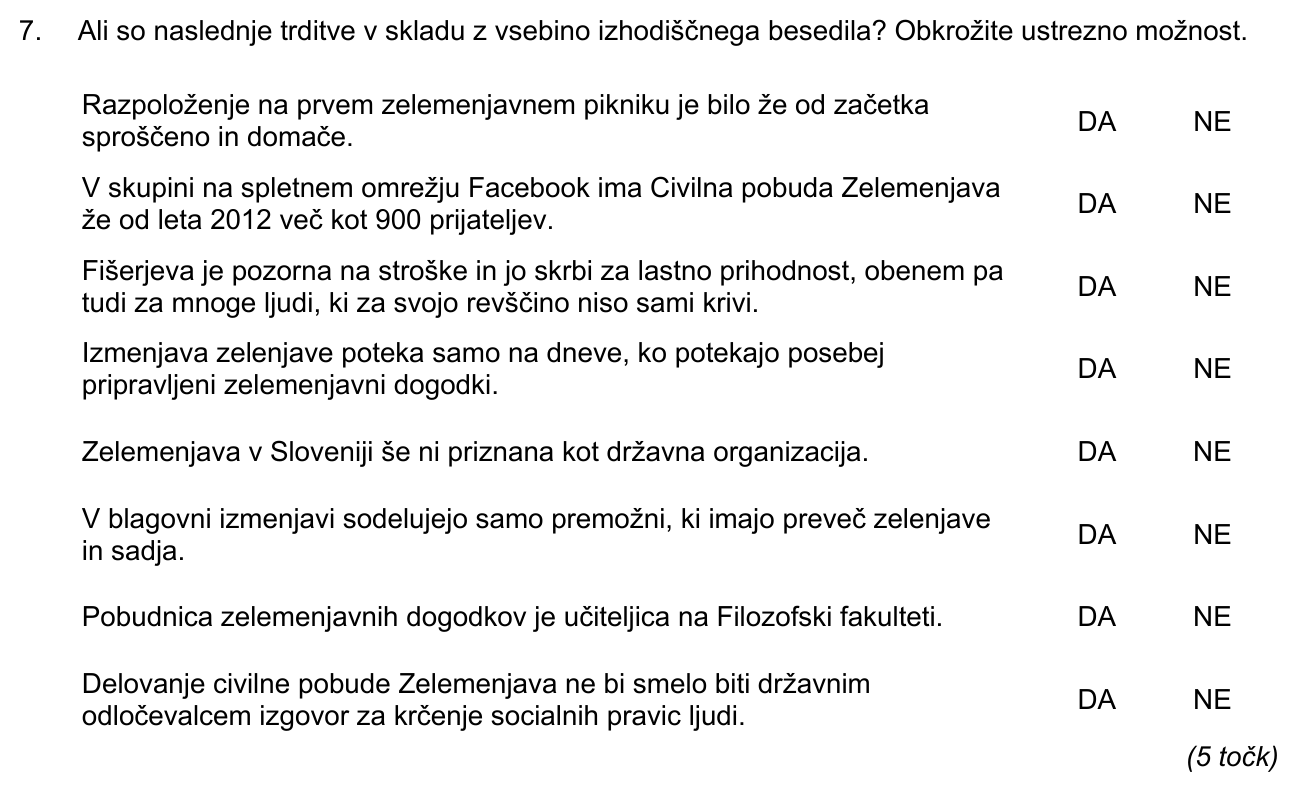 7. Ali so naslednje trditve v skladu z vsebino izhodiščnega besedila? Obkrožite ustrezno možnost.
Razpoloženje na prvem zelemenjavnem pikniku je bilo že od začetka
sproščeno in domače. DA NE
V skupini na spletnem omrežju Facebook ima Civilna pobuda Zelemenjava
že od leta 2012 več kot 900 prijateljev. DA NE
Fišerjeva je pozorna na stroške in jo skrbi za lastno prihodnost, obenem pa
tudi za mnoge ljudi, ki za svojo revščino niso sami krivi. DA NE
Izmenjava zelenjave poteka samo na dneve, ko potekajo posebej
pripravljeni zelemenjavni dogodki. DA NE
Zelemenjava v Sloveniji še ni priznana kot državna organizacija. DA NE
V blagovni izmenjavi sodelujejo samo premožni, ki imajo preveč zelenjave
in sadja. DA NE
Pobudnica zelemenjavnih dogodkov je učiteljica na Filozofski fakulteti. DA NE
Delovanje civilne pobude Zelemenjava ne bi smelo biti državnim
odločevalcem izgovor za krčenje socialnih pravic ljudi. DA NE
(5 točk)